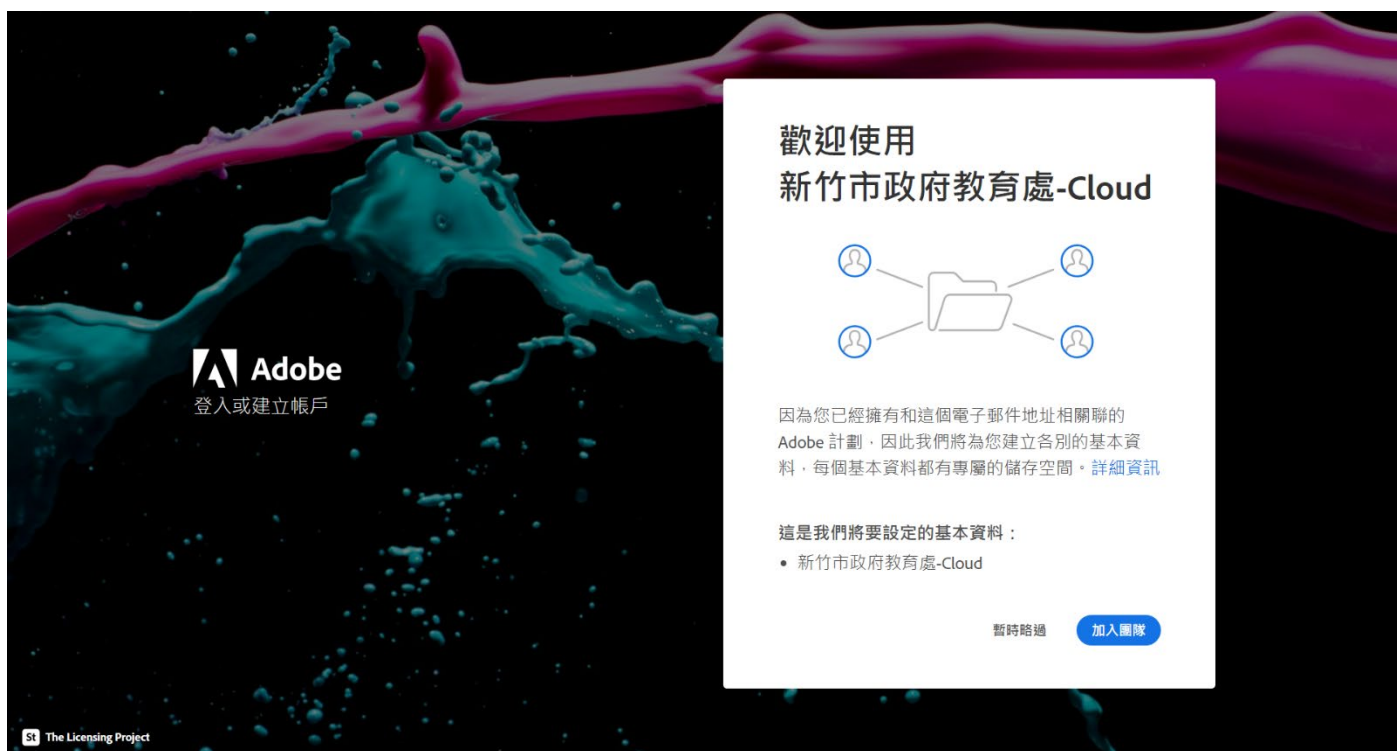 Adobe
登入或建立帳戶
St The Licensing Project
歡迎使用
新竹市政府教育處-Cloud
因為您已經擁有和這個電子郵件地址相關聯的
Adobe 計劃，因此我們將為您建立各別的基本資
料，每個基本資料都有專屬的儲存空間。詳細資訊
這是我們將要設定的基本資料：
• 新竹市政府教育處-Cloud
暫時略過
加入團隊